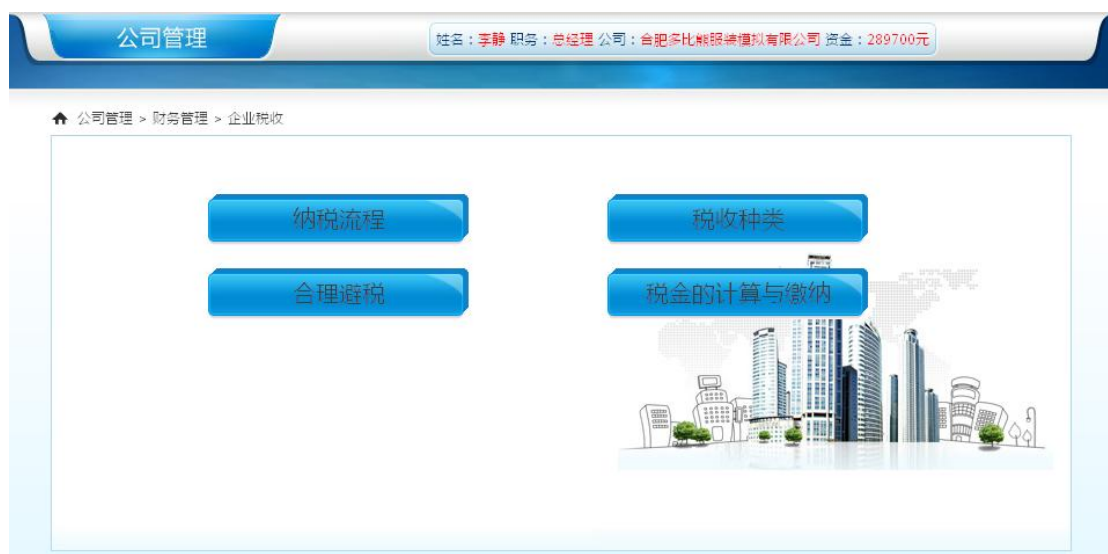 公司管理
姓名：李静 职务：总经理 公司：合肥多比熊服装模拟有限公司 资金：289700元
公司管理 > 财务管理 > 企业税收
纳税流程
税收种类
合理避税
税金的计算与缴纳